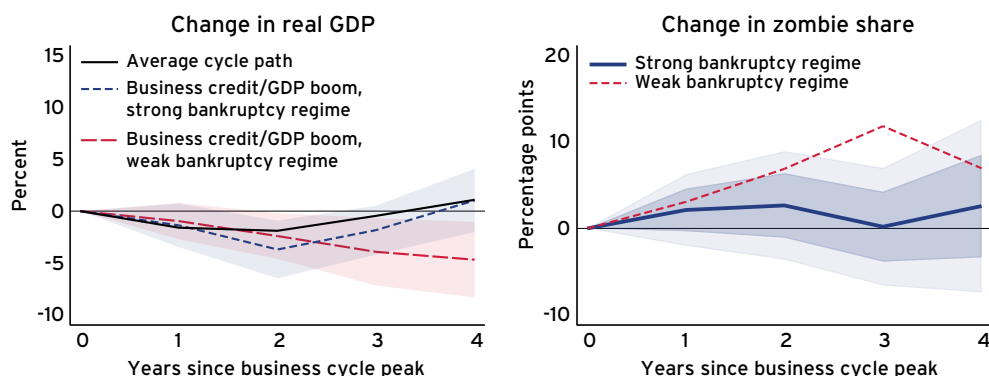 Change in real GDP
15
10
5
0
-5
-10
Percent
Average cycle path
Business credit/GDP boom,
strong bankruptcy regime
Business credit/GDP boom,
weak bankruptcy regime
0 1 2 3 4
Years since business cycle peak
Change in zombie share
20
10
0
-10
Percentage points
Strong bankruptcy regime
Weak bankruptcy regime
0 1 2 3 4
Years since business cycle peak